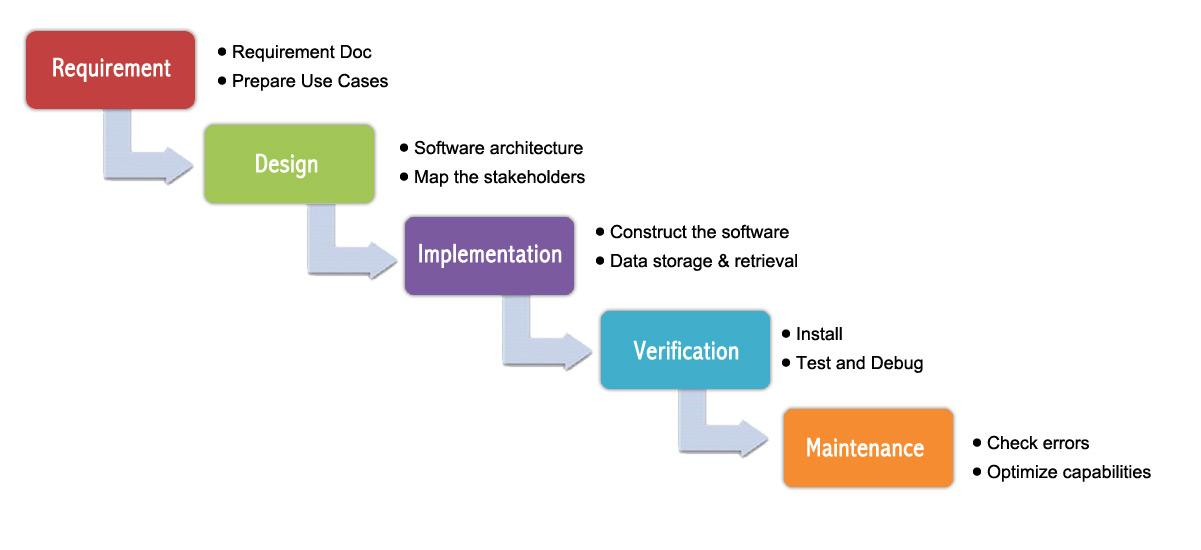 Requirement
• Requirement Doc
• Prepare Use Cases
Design
• Software architecture
• Map the stakeholders
Implementation
• Construct the software
• Data storage & retrieval
Verification
• Install
• Test and Debug
Maintenance
• Check errors
• Optimize capabilities